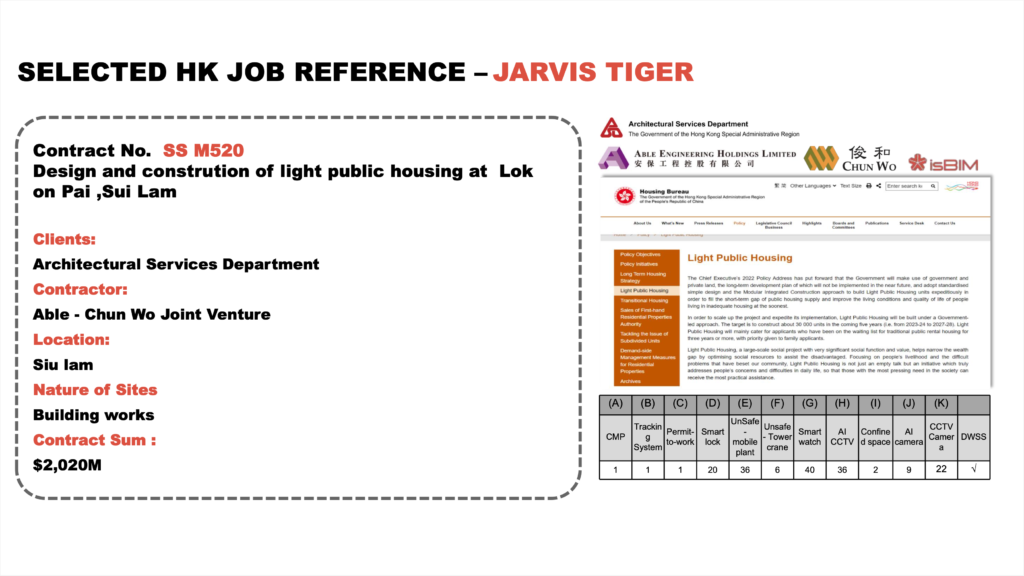 SELECTED HK JOB REFERENCE – JARVIS TIGER
Contract No. SS M520
Design and constrution of light public housing at Lok
on Pai ,Sui Lam
Clients:
Architectural Services Department
Contractor:
Able - Chun Wo Joint Venture
Location:
Siu lam
Nature of Sites
Building works
Contract Sum :
$2,020M
Architectural Services Department
The Government of the Hong Kong Special Administrative Region
ABLE ENGINEERING HOLDINGS LIMITED
安保工程控股有限公司
俊和
CHUN WO
isBIM
Housing Bureau
The Government of the Hong Kong Special Administrative Region
of the People's Republic of China
繁 簡 Other Languages Text Size Enter search k
About Us What's New Press Releases Policy Legislative Council Business Highlights Boards and Committees Publications Service Desk Contact Us
Light Public Housing
Policy Objectives
Policy Initiatives
Long Term Housing
Strategy
Light Public Housing
Transitional Housing
Sales of First-hand
Residential Properties
Authority
Tackling the Issue of
Subdivided Units
Demand-side
Management Measures
for Residential
Properties
Archives
Light Public Housing
The Chief Executive's 2022 Policy Address has put forward that the Government will make use of government and
private land, the long-term development plan of which will not be implemented in the near future, and adopt standardised
simple design and the Modular Integrated Construction approach to build Light Public Housing units expeditiously in
order to fill the short-term gap of public housing supply and improve the living conditions and quality of life of people
living in inadequate housing at the soonest.
In order to scale up the project and expedite its implementation, Light Public Housing will be built under a Government-
led approach. The target is to construct about 30 000 units in the coming five years (i.e. from 2023-24 to 2027-28). Light
Public Housing will mainly cater for applicants who have been on the waiting list for traditional public rental housing for
three years or more, with priority given to family applicants.
Light Public Housing, a large-scale social project with very significant social function and value, helps narrow the wealth
gap by optimising social resources to assist the disadvantaged. Focusing on people's livelihood and the difficult
problems that have beset our community, Light Public Housing is not just an empty talk but an initiative which truly
addresses people's concerns and difficulties in daily life, so that those with the most pressing need in the society can
receive the most practical assistance.
(A) (B) (C) (D) (E) (F) (G) (H) (I) (J) (K)
CMP Tracking System Permit-to-work Smart lock UnSafe - mobile plant Unsafe - Tower crane Smart watch AI CCTV Confined space AI camera CCTV Camera DWSS
1 1 1 20 36 6 40 36 2 9 22 √